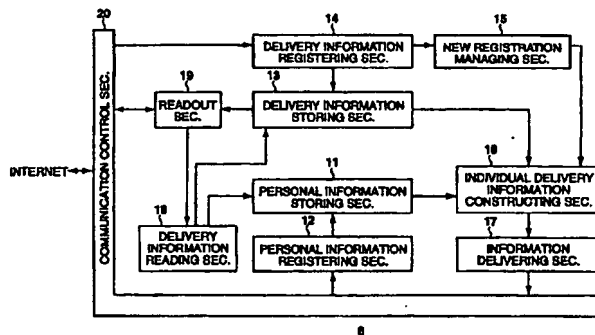 20
COMMUNICATION CONTROL SEC.
INTERNET
14
DELIVERY INFORMATION
REGISTERING SEC.
15
NEW REGISTRATION
MANAGING SEC.
19
READOUT
SEC.
13
DELIVERY INFORMATION
STORING SEC.
11
PERSONAL INFORMATION
STORING SEC.
16
INDIVIDUAL DELIVERY
INFORMATION
CONSTRUCTING SEC.
18
DELIVERY
INFORMATION
READING SEC.
12
PERSONAL INFORMATION
REGISTERING SEC.
17
INFORMATION
DELIVERING SEC.